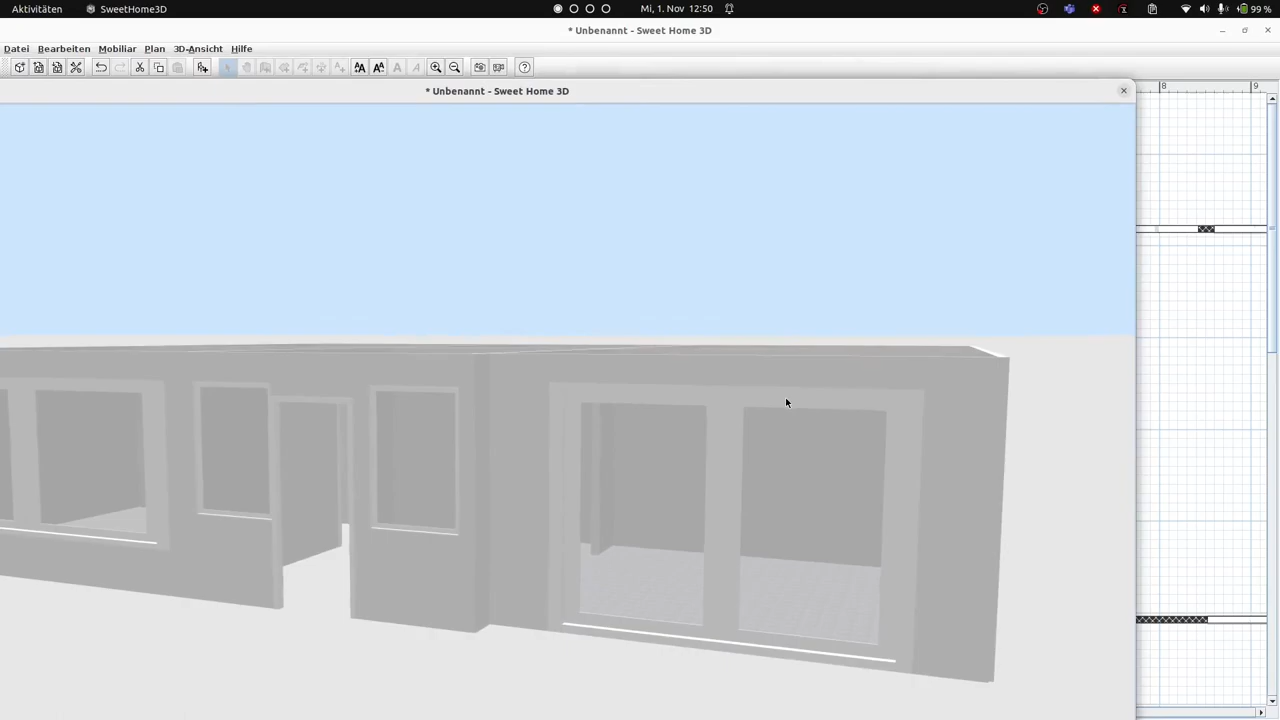 Aktivitäten SweetHome3D Mi, 1. Nov 12:50 99 %
* Unbenannt - Sweet Home 3D
Datei Bearbeiten Mobiliar Plan 3D-Ansicht Hilfe
* Unbenannt - Sweet Home 3D
8 9